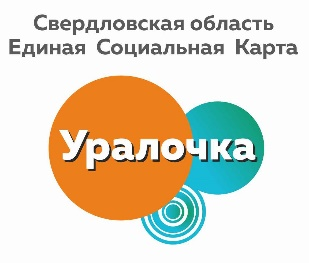 Свердловская область
Единая Социальная Карта
Уралочка